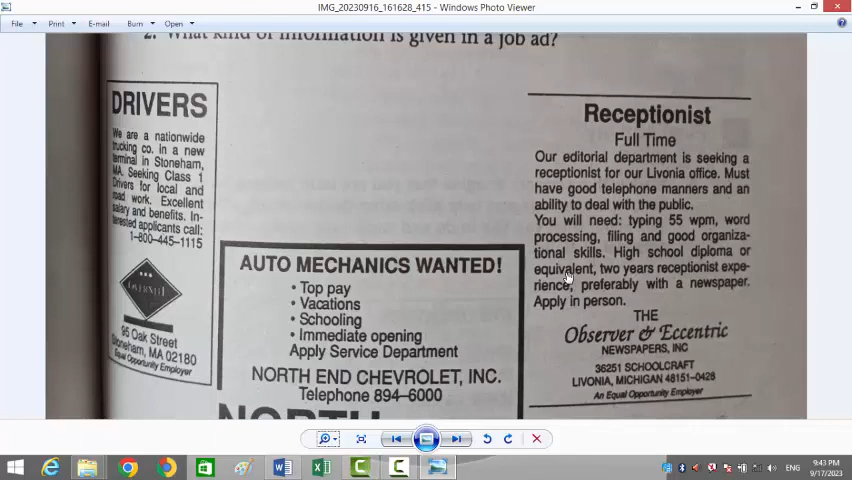 IMG_20230916_161628_415 - Windows Photo Viewer
File Print E-mail Burn Open
2. What kind of information is given in a job ad?
DRIVERS
We are a nationwide
trucking co. in a new
terminal in Stoneham,
MA. Seeking Class 1
Drivers for local and
road work. Excellent
salary and benefits. In-
terested applicants call:
1-800-445-1115
95 Oak Street
Stoneham, MA 02180
Equal Opportunity Employer
AUTO MECHANICS WANTED!
• Top pay
• Vacations
• Schooling
• Immediate opening
Apply Service Department
NORTH END CHEVROLET, INC.
Telephone 894-6000
NORTH
Receptionist
Full Time
Our editorial department is seeking a
receptionist for our Livonia office. Must
have good telephone manners and an
ability to deal with the public.
You will need: typing 55 wpm, word
processing, filing and good organiza-
tional skills. High school diploma or
equivalent, two years receptionist expe-
rience, preferably with a newspaper.
Apply in person.
THE
Observer & Eccentric
NEWSPAPERS, INC
36251 SCHOOLCRAFT
LIVONIA, MICHIGAN 48151-0428
An Equal Opportunity Employer
ENG
9:43 PM
9/17/2023